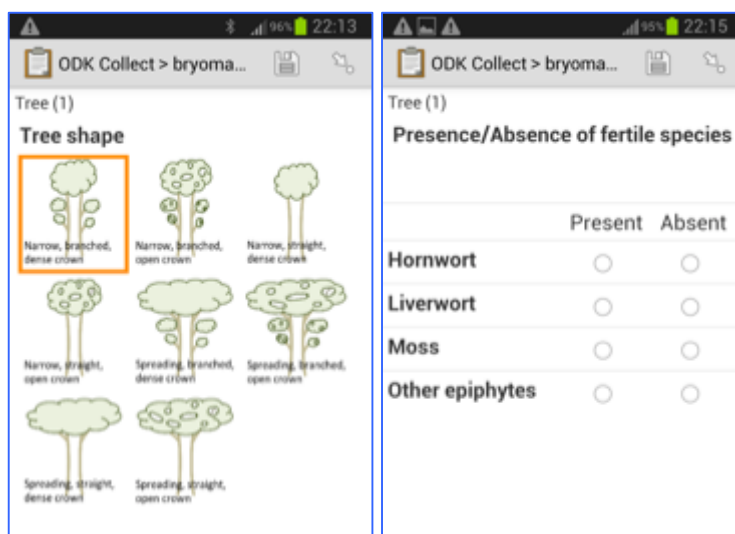 96% 22:13
ODK Collect > bryoma...
Tree (1)
Tree shape
Narrow, branched,
dense crown
Narrow, branched,
open crown
Narrow, straight,
dense crown
Narrow, straight,
open crown
Spreading, branched,
dense crown
Spreading, branched,
open crown
Spreading, straight,
dense crown
Spreading, straight,
open crown
95% 22:15
ODK Collect > bryoma...
Tree (1)
Presence/Absence of fertile species
Present Absent
Hornwort
Liverwort
Moss
Other epiphytes